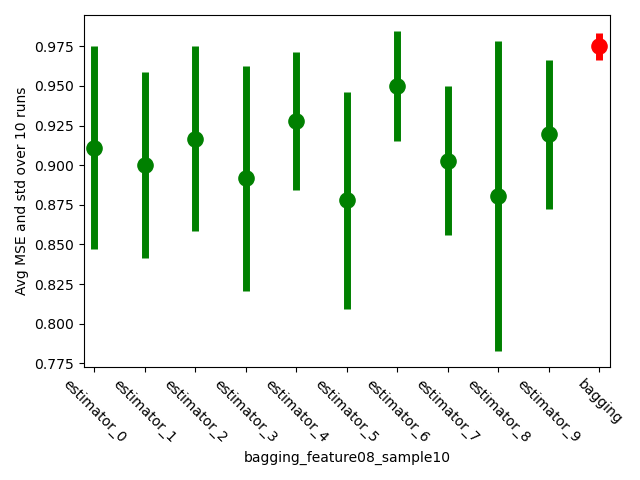 Avg MSE and std over 10 runs
0.975
0.950
0.925
0.900
0.875
0.850
0.825
0.800
0.775
estimator_0
estimator_1
estimator_2
estimator_3
estimator_4
estimator_5
estimator_6
estimator_7
estimator_8
estimator_9
bagging
bagging_feature08_sample10